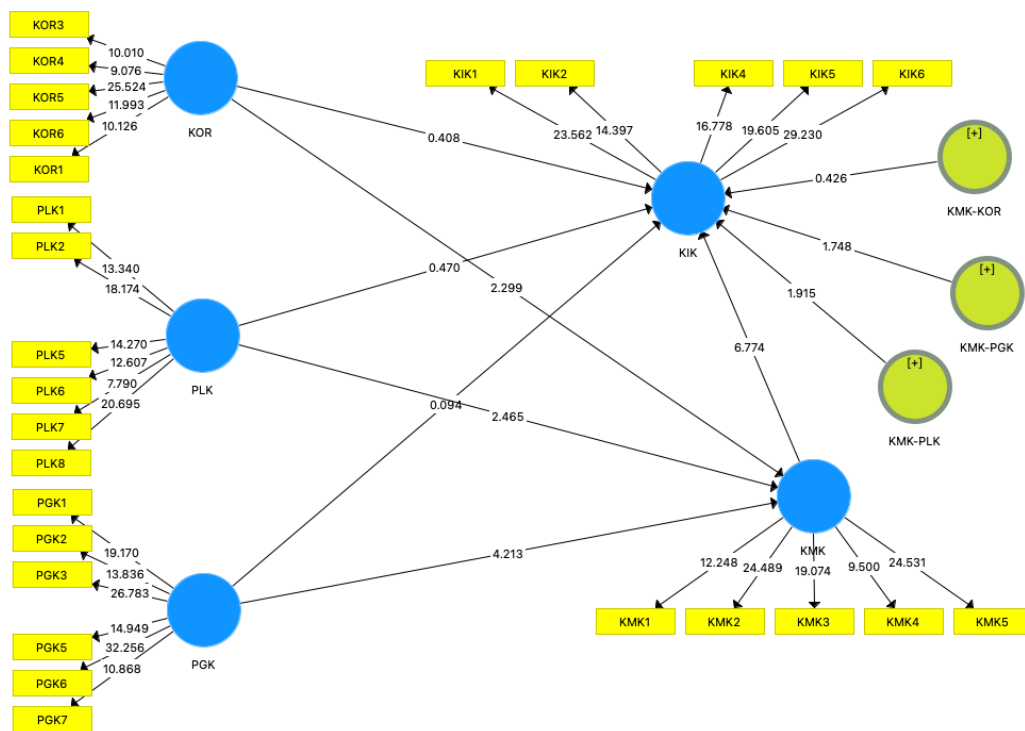 KOR3
KOR4
KOR5
KOR6
KOR1
10.010
9.076
25.524
11.993
10.126
KOR
PLK1
PLK2
PLK5
PLK6
PLK7
PLK8
13.340
18.174
14.270
12.607
7.790
20.695
PLK
PGK1
PGK2
PGK3
PGK5
PGK6
PGK7
19.170
13.836
26.783
14.949
32.256
10.868
PGK
0.408
2.299
0.470
2.465
0.094
4.213
KIK1
KIK2
KIK4
KIK5
KIK6
23.562
14.397
16.778
19.605
29.230
KIK
6.774
0.426
1.748
1.915
[+]
KMK-KOR
[+]
KMK-PGK
[+]
KMK-PLK
KMK
12.248
24.489
19.074
9.500
24.531
KMK1
KMK2
KMK3
KMK4
KMK5